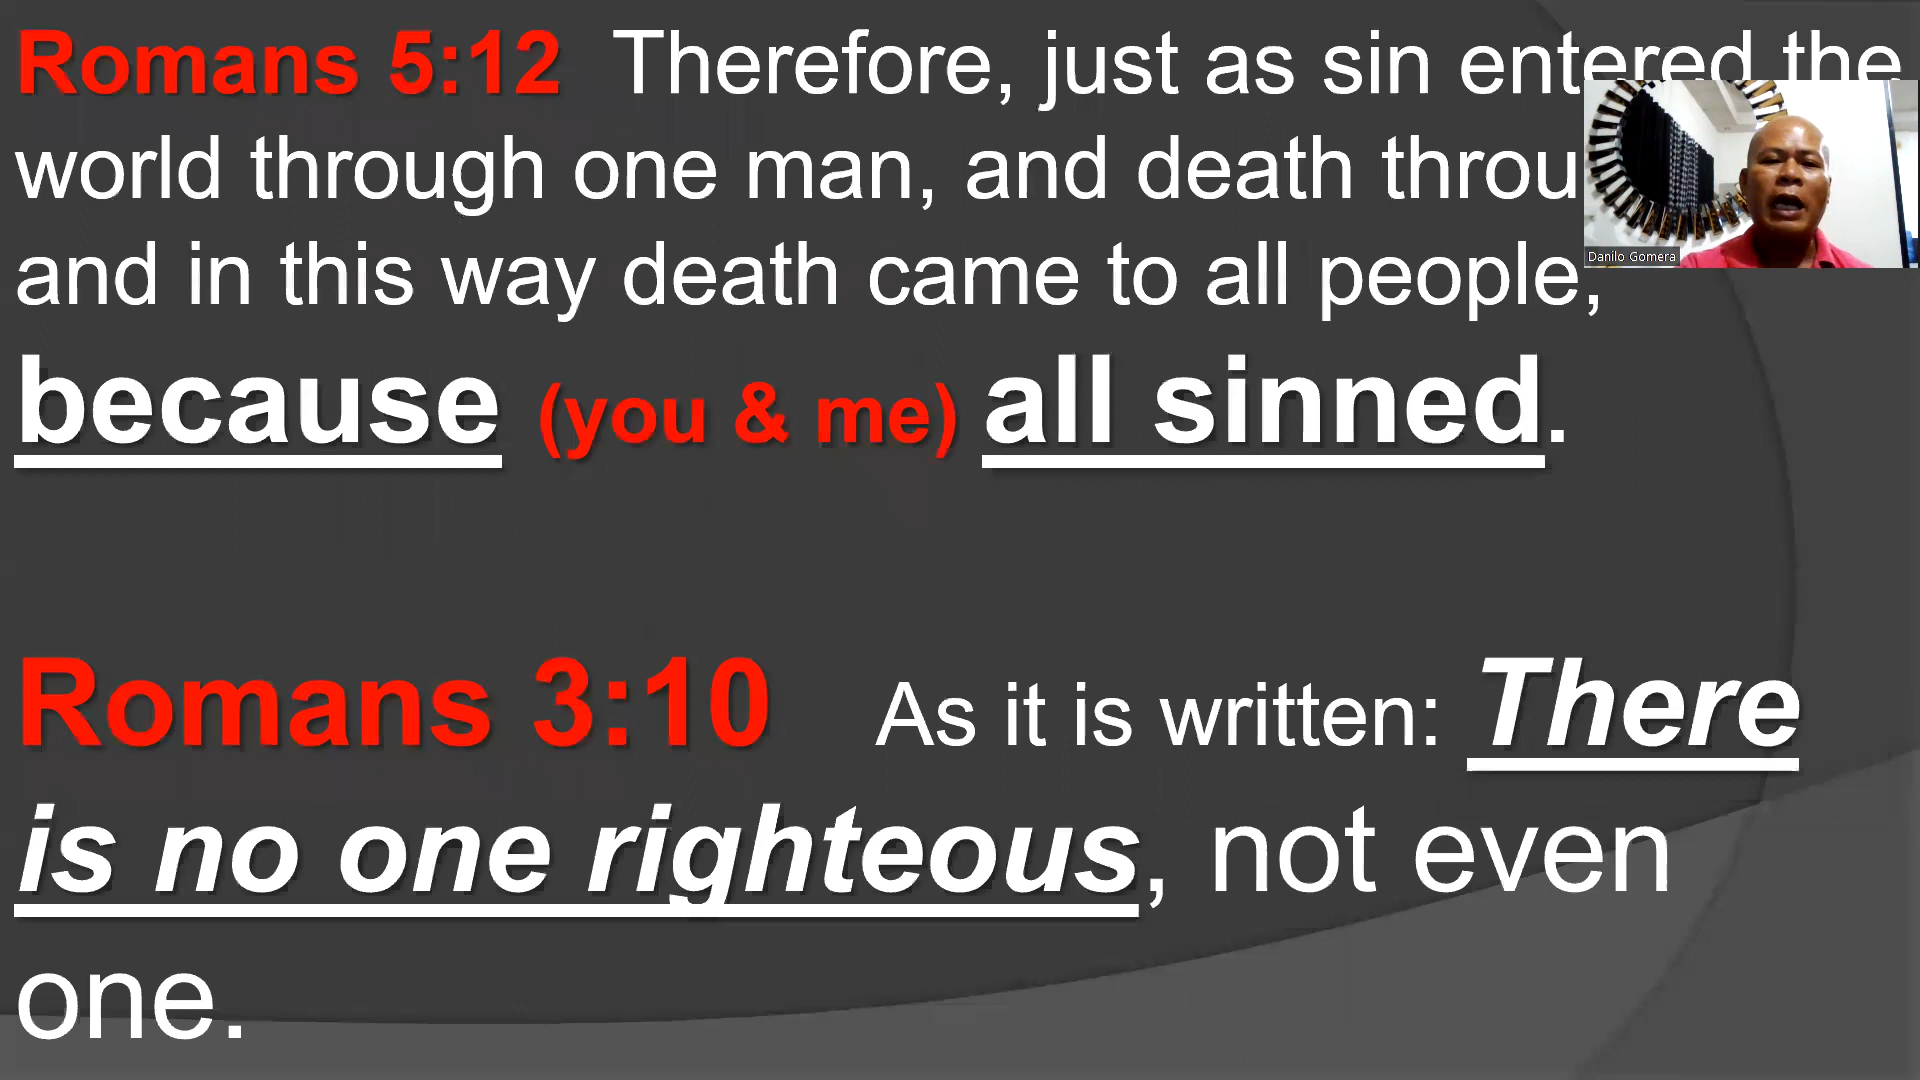 Romans 5:12 Therefore, just as sin entered the
world through one man, and death
and in this way death came to all people,
because (you & me) all sinned.
Romans 3:10 As it is written: There
is no one righteous, not even
one.
Danilo Gomera